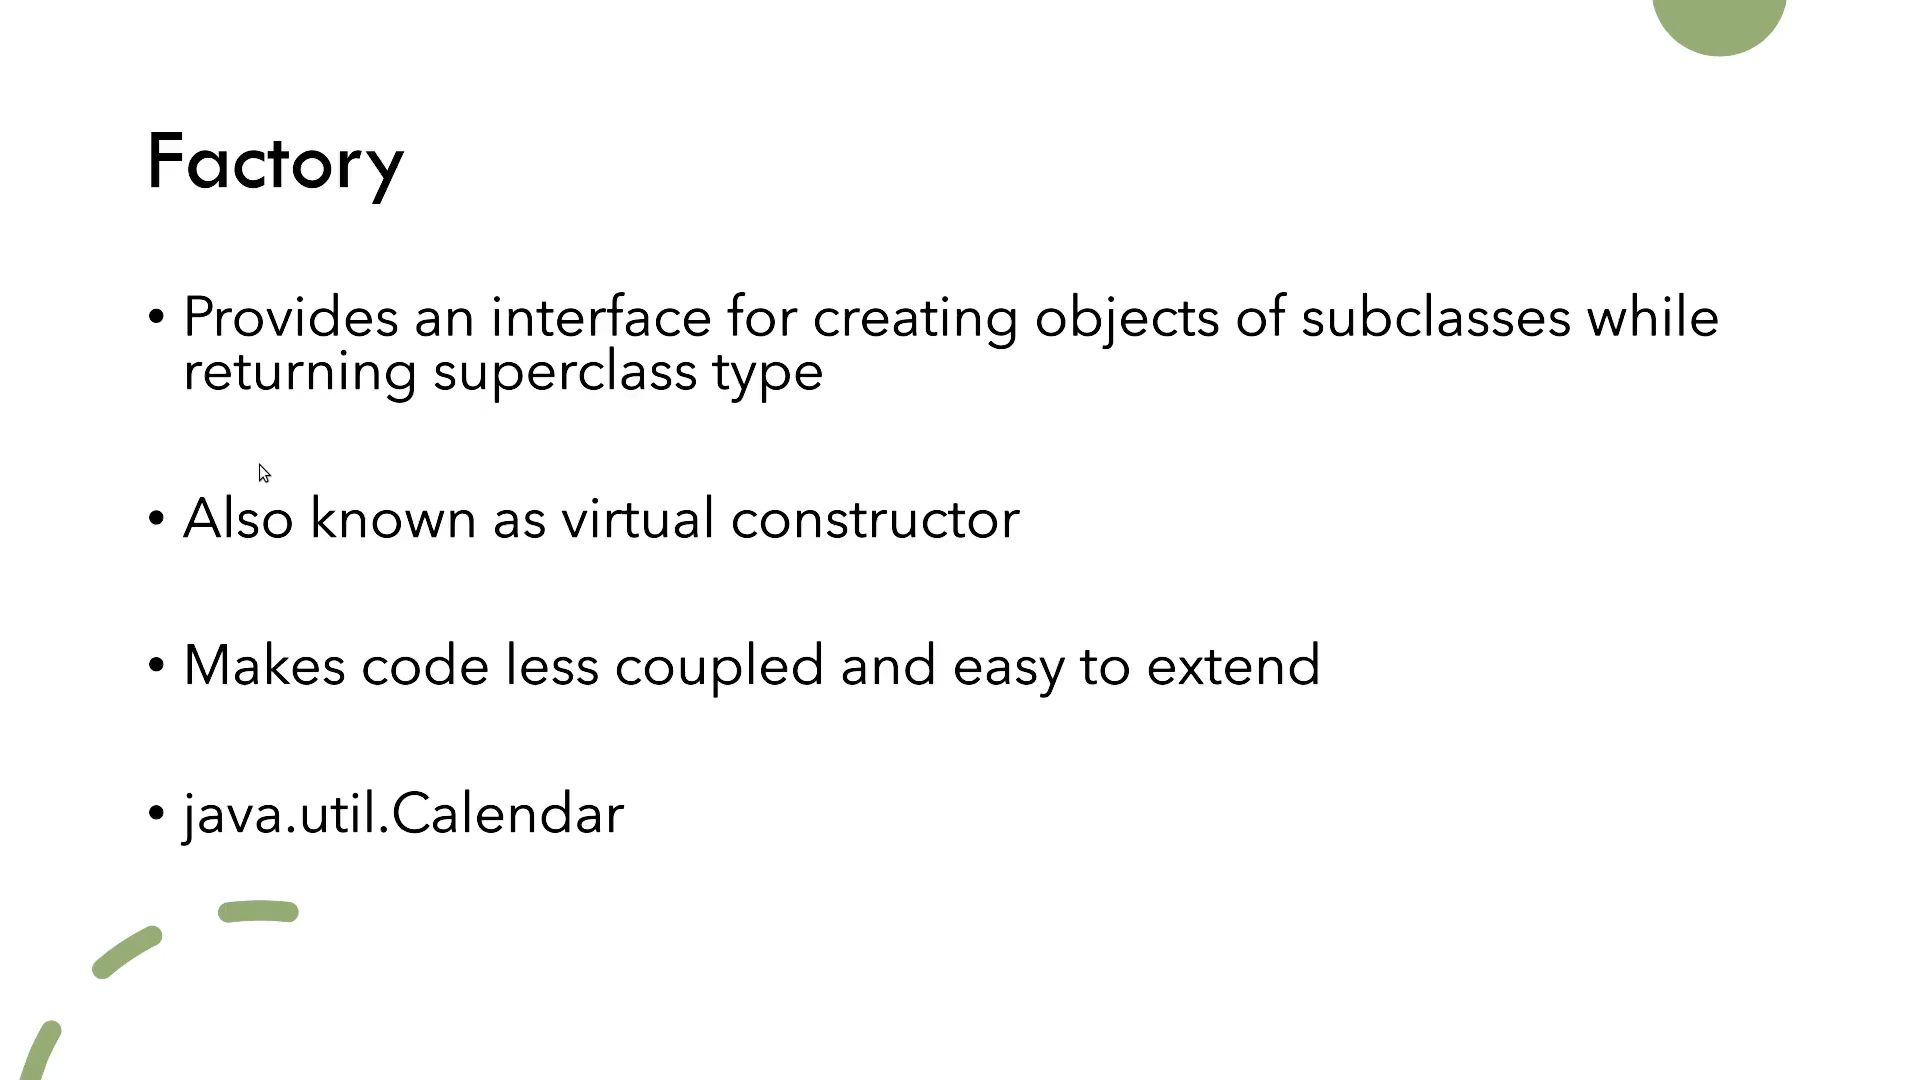 Factory
• Provides an interface for creating objects of subclasses while
returning superclass type
• Also known as virtual constructor
• Makes code less coupled and easy to extend
• java.util.Calendar